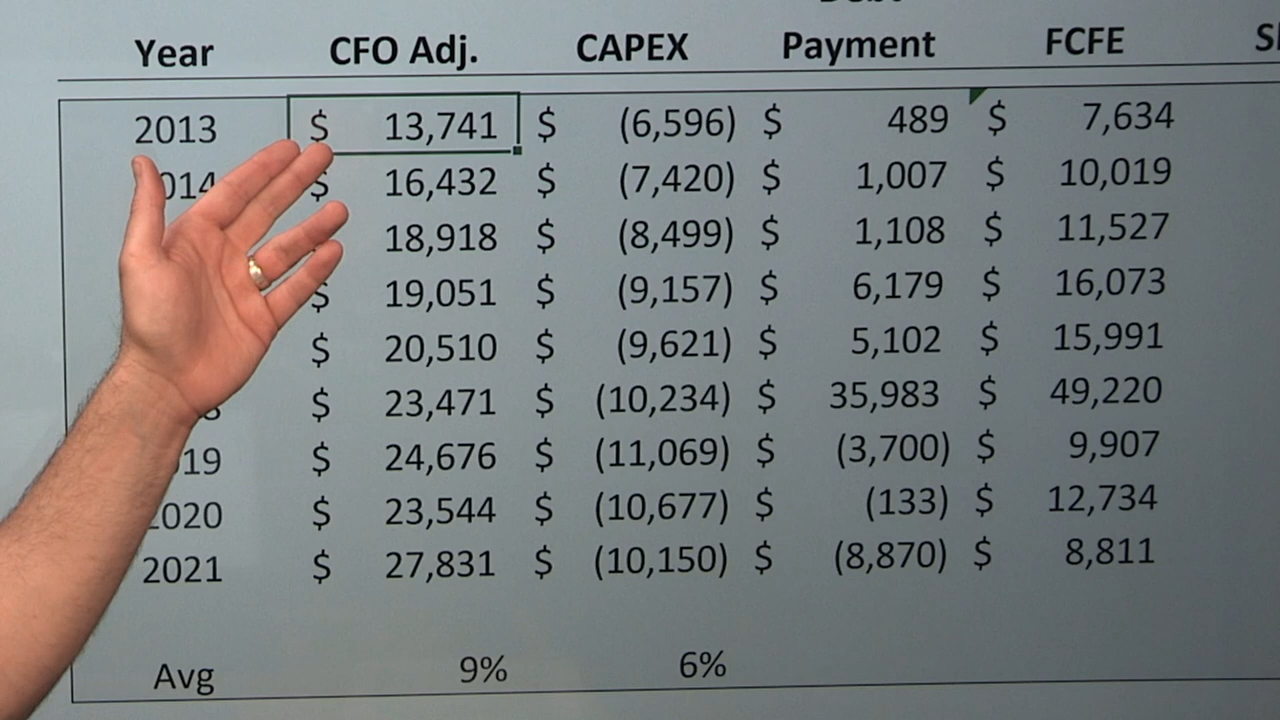 Year CFO Adj. CAPEX Payment FCFE
2013 $ 13,741 $ (6,596) $ 489 $ 7,634
014 $ 16,432 $ (7,420) $ 1,007 $ 10,019
18,918 $ (8,499) $ 1,108 $ 11,527
$ 19,051 $ (9,157) $ 6,179 $ 16,073
$ 20,510 $ (9,621) $ 5,102 $ 15,991
$ 23,471 $ (10,234) $ 35,983 $ 49,220
19 $ 24,676 $ (11,069) $ (3,700) $ 9,907
2020 $ 23,544 $ (10,677) $ (133) $ 12,734
2021 $ 27,831 $ (10,150) $ (8,870) $ 8,811
Avg 9% 6%